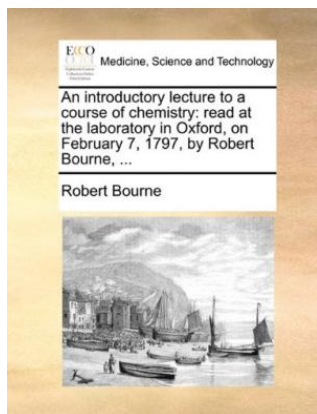 ECCO
Medicine, Science and Technology
An introductory lecture to a
course of chemistry: read at
the laboratory in Oxford, on
February 7, 1797, by Robert
Bourne, ...
Robert Bourne